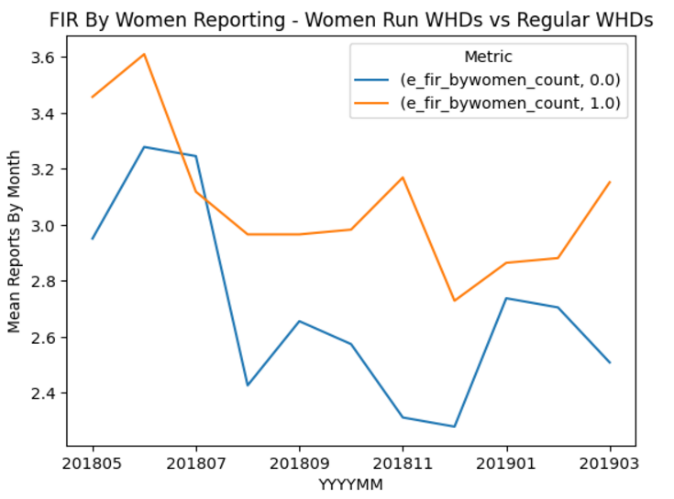 FIR By Women Reporting - Women Run WHDs vs Regular WHDs
Metric
(e_fir_bywomen_count, 0.0)
(e_fir_bywomen_count, 1.0)
Mean Reports By Month
3.6
3.4
3.2
3.0
2.8
2.6
2.4
201805 201807 201809 201811 201901 201903
YYYYMM